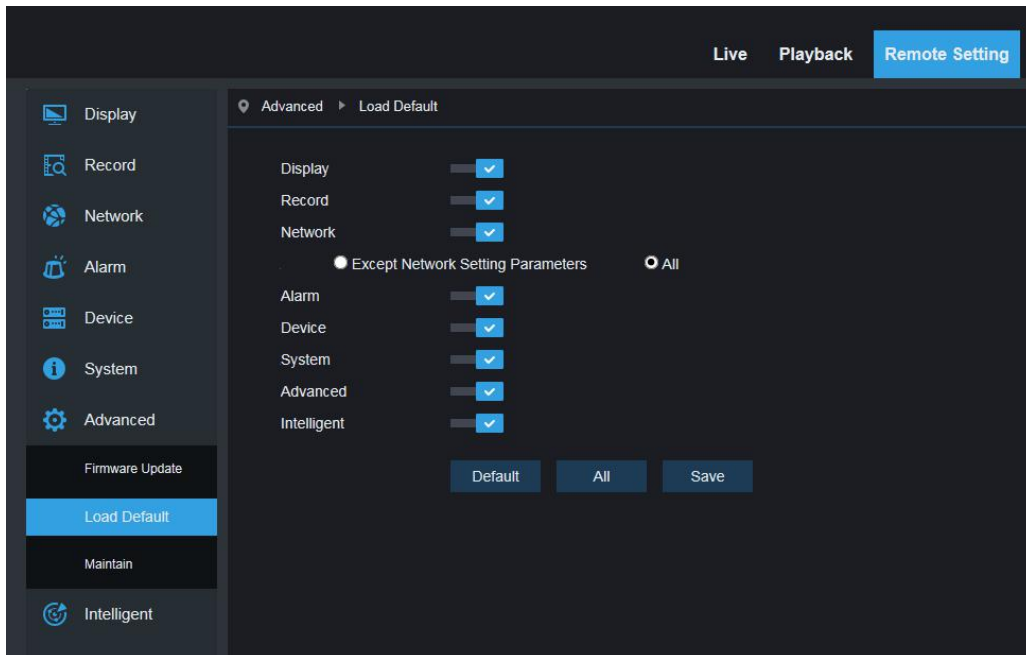 Live Playback Remote Setting
Advanced Load Default
Display
Record
Network
Alarm
Device
System
Advanced
Firmware Update
Load Default
Maintain
Intelligent
Display
Record
Network
Except Network Setting Parameters All
Alarm
Device
System
Advanced
Intelligent
Default All Save